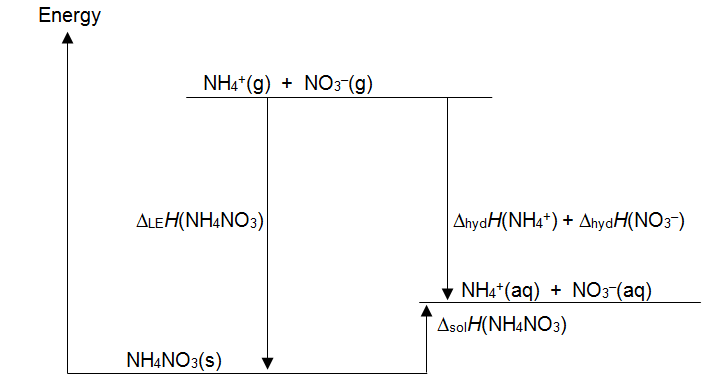 Energy
NH₄⁺(g) + NO₃⁻(g)
ΔLEH(NH₄NO₃)
ΔhydH(NH₄⁺) + ΔhydH(NO₃⁻)
NH₄⁺(aq) + NO₃⁻(aq)
ΔsolH(NH₄NO₃)
NH₄NO₃(s)